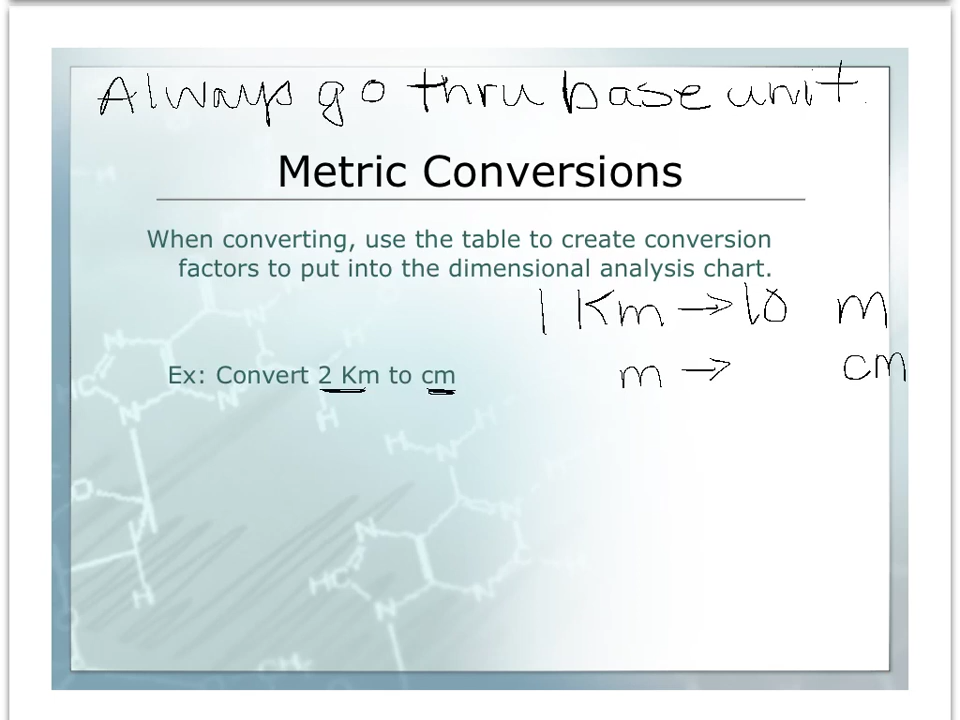 Always go thru base unit.
Metric Conversions
When converting, use the table to create conversion
factors to put into the dimensional analysis chart.
1 Km → 10 m
Ex: Convert 2 Km to cm
m → cm